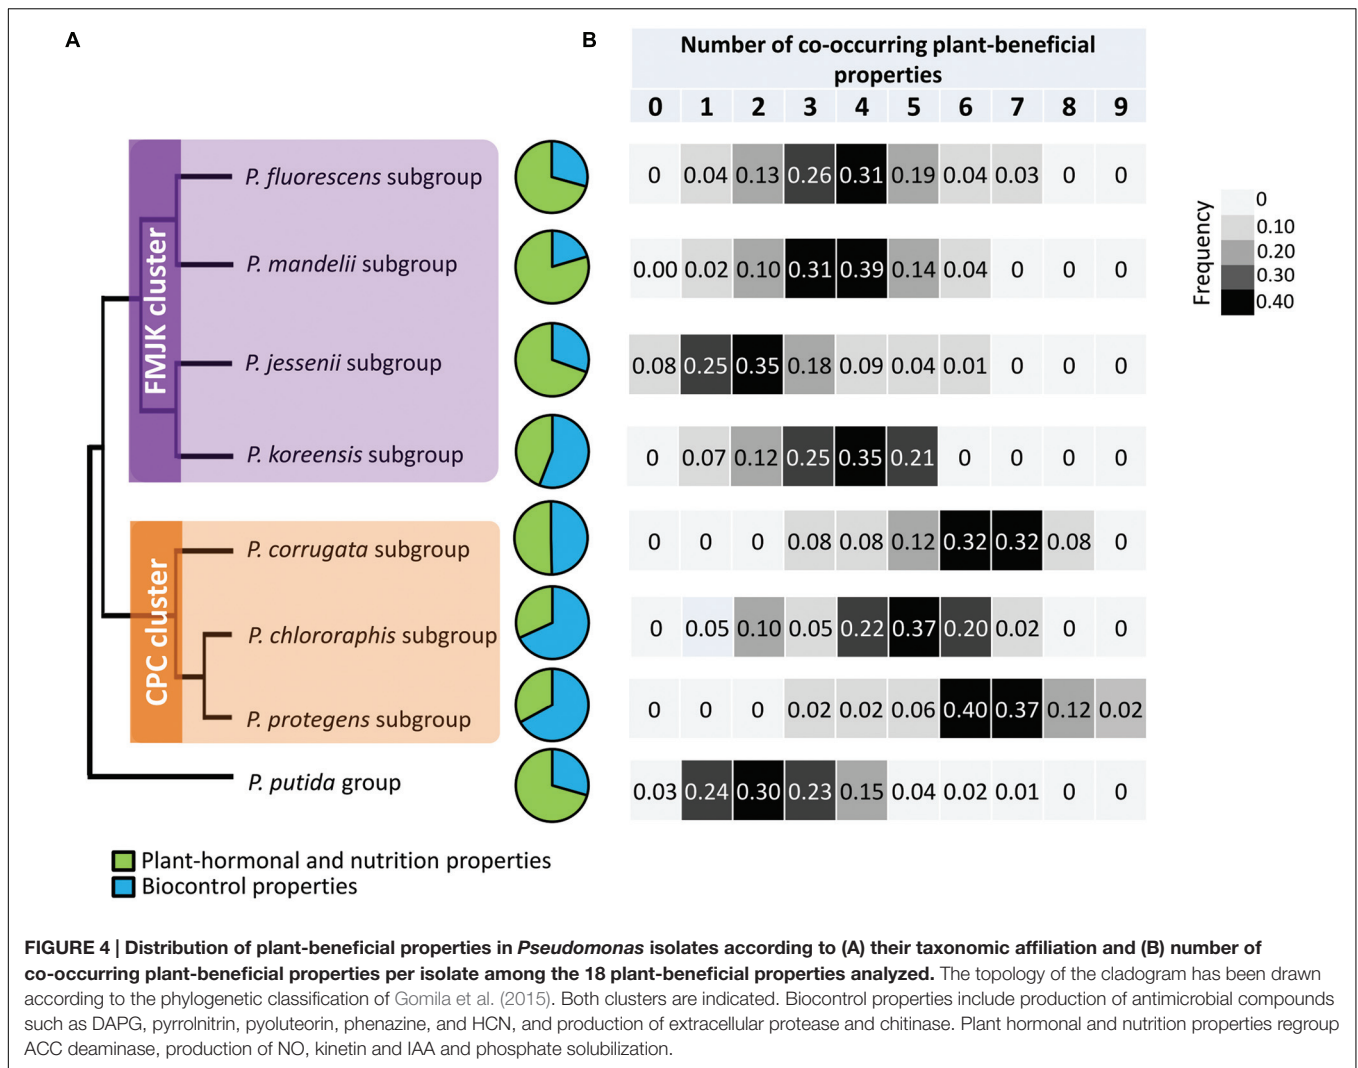 A
B
Number of co-occurring plant-beneficial
properties
0 1 2 3 4 5 6 7 8 9
FMJK cluster
P. fluorescens subgroup
0 0.04 0.13 0.26 0.31 0.19 0.04 0.03 0 0
P. mandelii subgroup
0.00 0.02 0.10 0.31 0.39 0.14 0.04 0 0 0
P. jessenii subgroup
0.08 0.25 0.35 0.18 0.09 0.04 0.01 0 0 0
P. koreensis subgroup
0 0.07 0.12 0.25 0.35 0.21 0 0 0 0
CPC cluster
P. corrugata subgroup
0 0 0 0.08 0.08 0.12 0.32 0.32 0.08 0
P. chlororaphis subgroup
0 0.05 0.10 0.05 0.22 0.37 0.20 0.02 0 0
P. protegens subgroup
0 0 0 0.02 0.02 0.06 0.40 0.37 0.12 0.02
P. putida group
0.03 0.24 0.30 0.23 0.15 0.04 0.02 0.01 0 0
Frequency
0
0.10
0.20
0.30
0.40
Plant-hormonal and nutrition properties
Biocontrol properties
FIGURE 4 | Distribution of plant-beneficial properties in Pseudomonas isolates according to (A) their taxonomic affiliation and (B) number of
co-occurring plant-beneficial properties per isolate among the 18 plant-beneficial properties analyzed. The topology of the cladogram has been drawn
according to the phylogenetic classification of Gomila et al. (2015). Both clusters are indicated. Biocontrol properties include production of antimicrobial compounds
such as DAPG, pyrrolnitrin, pyoluteorin, phenazine, and HCN, and production of extracellular protease and chitinase. Plant hormonal and nutrition properties regroup
ACC deaminase, production of NO, kinetin and IAA and phosphate solubilization.